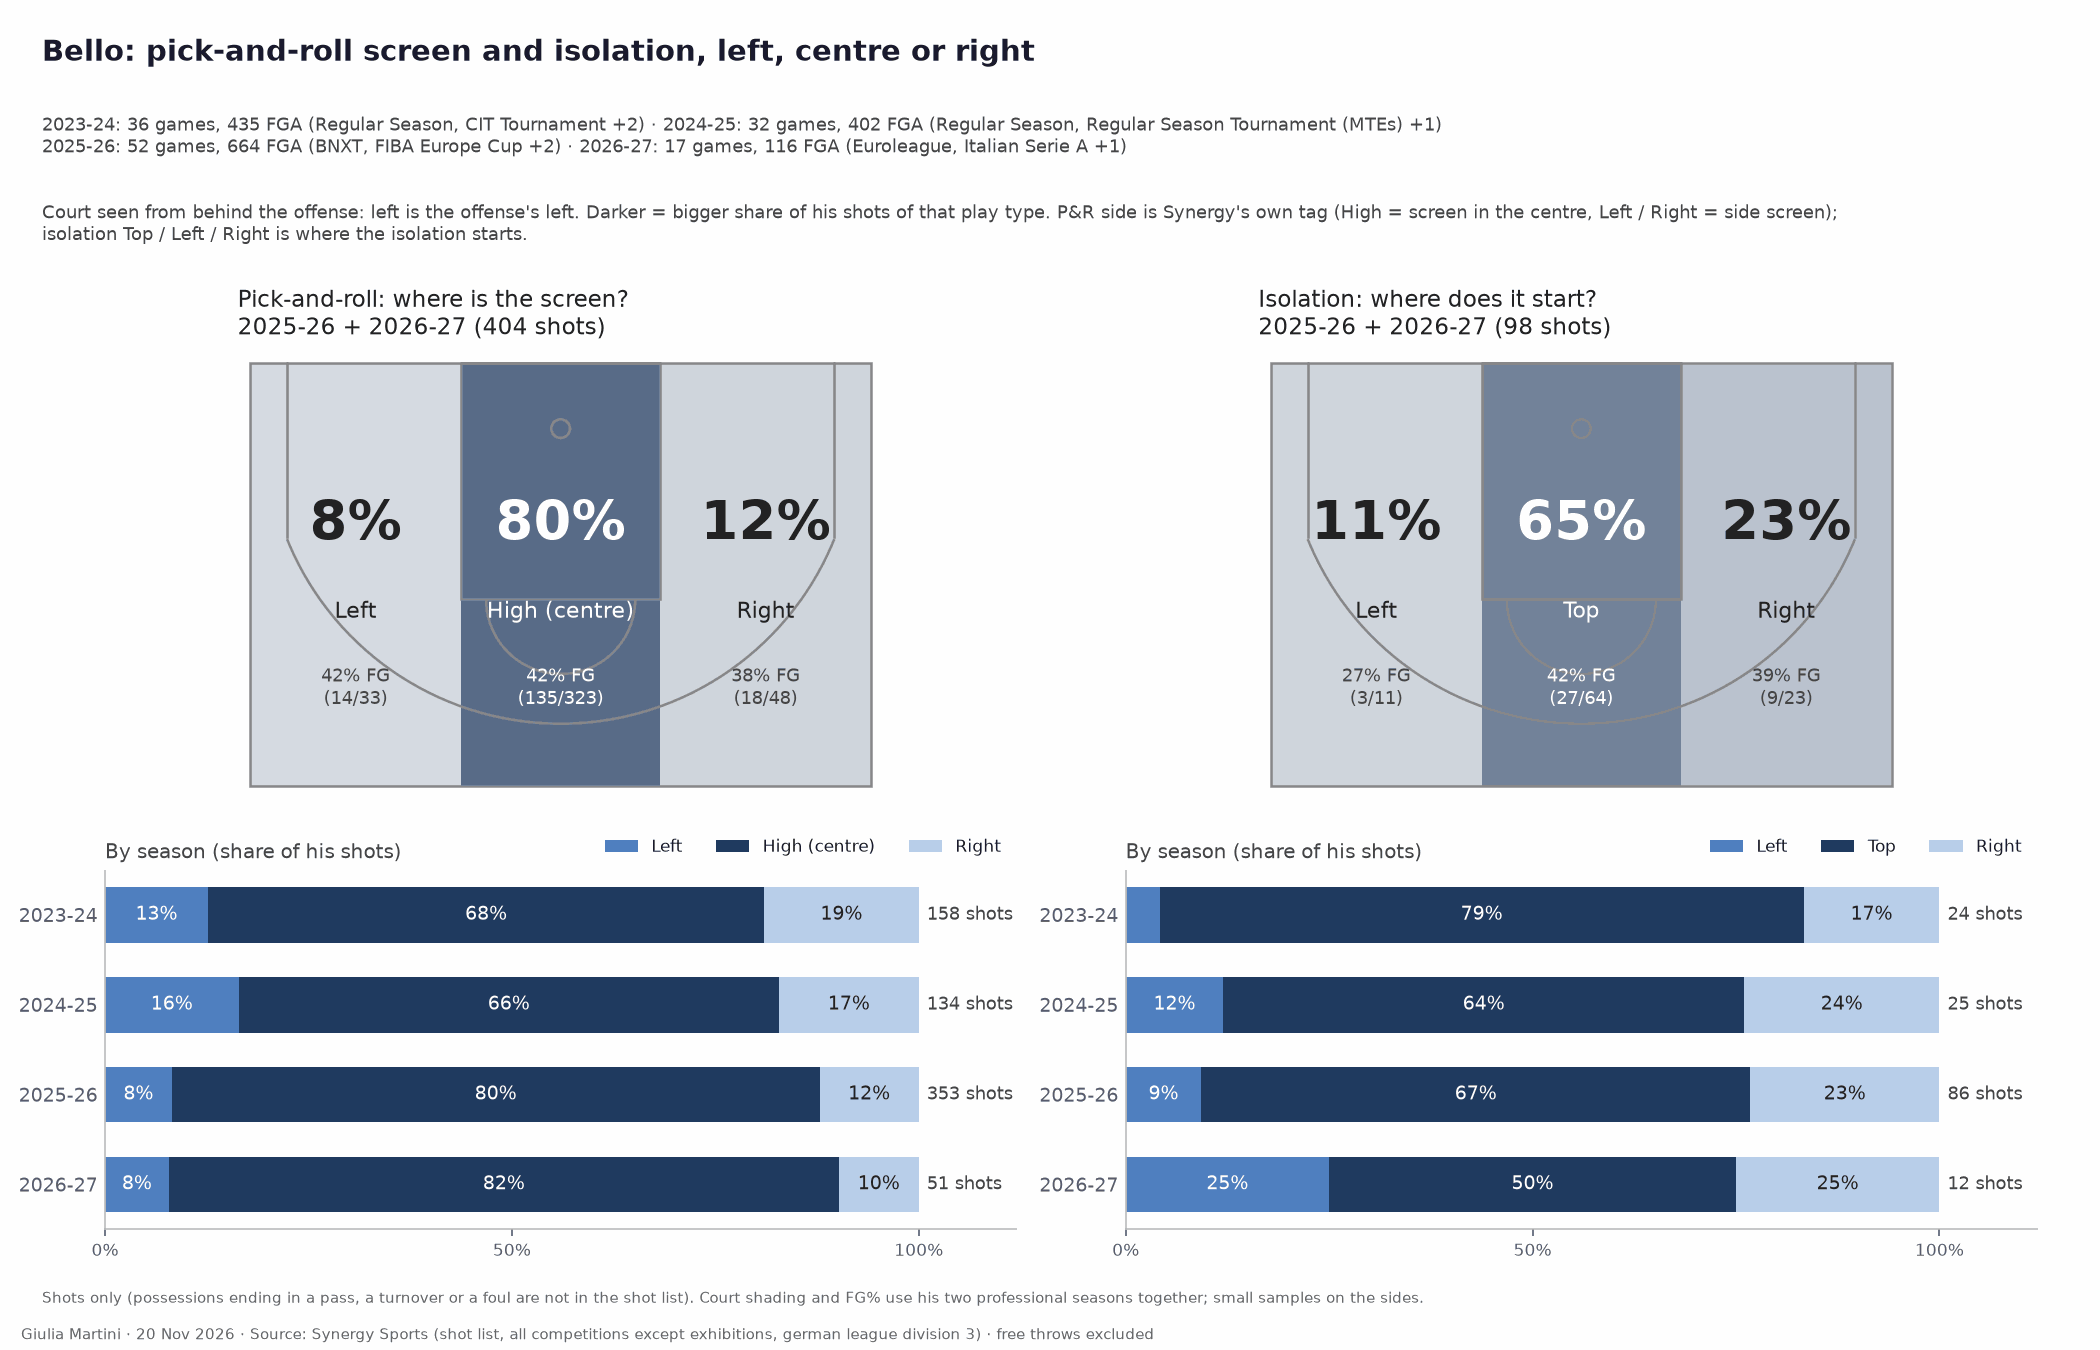 Bello: pick-and-roll screen and isolation, left, centre or right
2023-24: 36 games, 435 FGA (Regular Season, CIT Tournament +2) · 2024-25: 32 games, 402 FGA (Regular Season, Regular Season Tournament (MTEs) +1)
2025-26: 52 games, 664 FGA (BNXT, FIBA Europe Cup +2) · 2026-27: 17 games, 116 FGA (Euroleague, Italian Serie A +1)
Court seen from behind the offense: left is the offense's left. Darker = bigger share of his shots of that play type. P&R side is Synergy's own tag (High = screen in the centre, Left / Right = side screen);
isolation Top / Left / Right is where the isolation starts.
Pick-and-roll: where is the screen?
2025-26 + 2026-27 (404 shots)
8% 80% 12%
Left High (centre) Right
42% FG 42% FG 38% FG
(14/33) (135/323) (18/48)
Isolation: where does it start?
2025-26 + 2026-27 (98 shots)
11% 65% 23%
Left Top Right
27% FG 42% FG 39% FG
(3/11) (27/64) (9/23)
By season (share of his shots) Left High (centre) Right
2023-24 13% 68% 19% 158 shots
2024-25 16% 66% 17% 134 shots
2025-26 8% 80% 12% 353 shots
2026-27 8% 82% 10% 51 shots
0% 50% 100%
By season (share of his shots) Left Top Right
2023-24 79% 17% 24 shots
2024-25 12% 64% 24% 25 shots
2025-26 9% 67% 23% 86 shots
2026-27 25% 50% 25% 12 shots
0% 50% 100%
Shots only (possessions ending in a pass, a turnover or a foul are not in the shot list). Court shading and FG% use his two professional seasons together; small samples on the sides.
Giulia Martini · 20 Nov 2026 · Source: Synergy Sports (shot list, all competitions except exhibitions, german league division 3) · free throws excluded